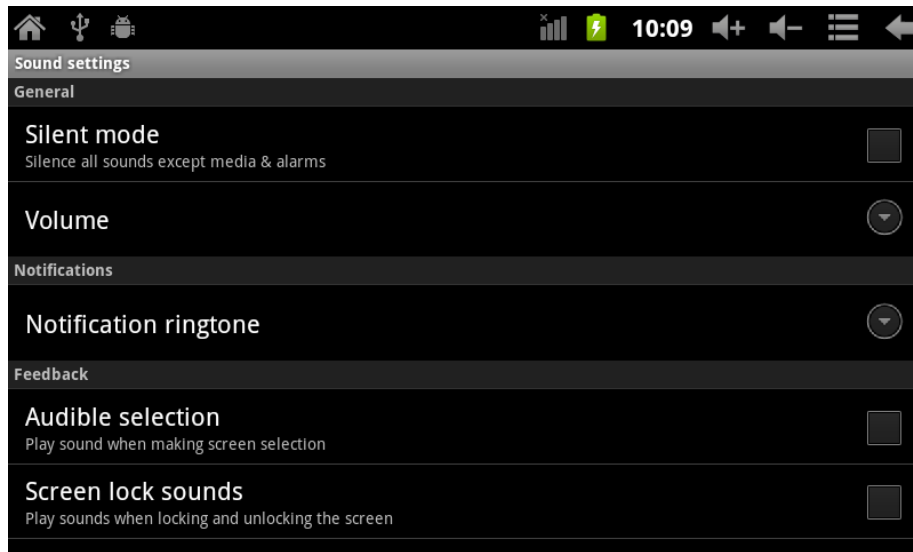 10:09
Sound settings
General
Silent mode
Silence all sounds except media & alarms
Volume
Notifications
Notification ringtone
Feedback
Audible selection
Play sound when making screen selection
Screen lock sounds
Play sounds when locking and unlocking the screen